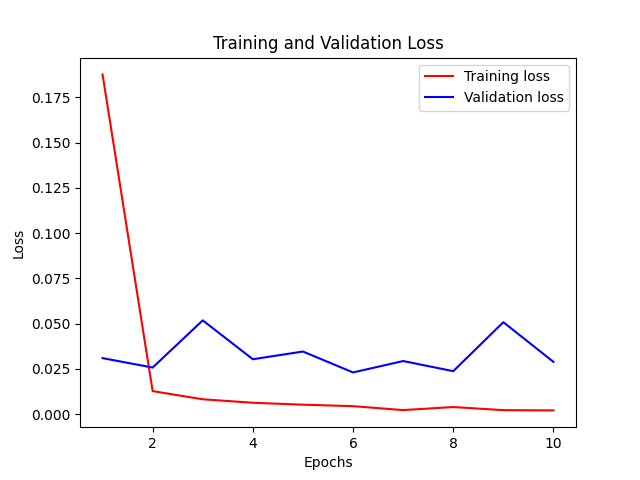 Training and Validation Loss
Training loss
Validation loss
0.175
0.150
0.125
0.100
0.075
0.050
0.025
0.000
Loss
2 4 6 8 10
Epochs